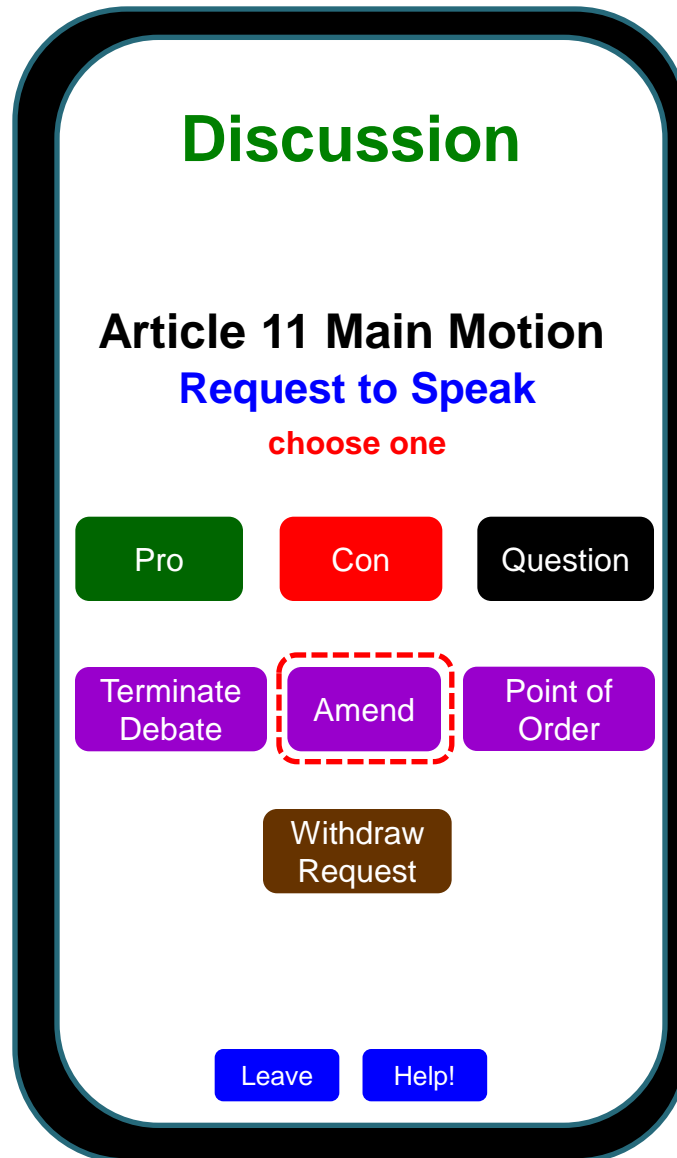 Discussion
Article 11 Main Motion
Request to Speak
choose one
Pro
Con
Question
Terminate
Debate
Amend
Point of
Order
Withdraw
Request
Leave
Help!